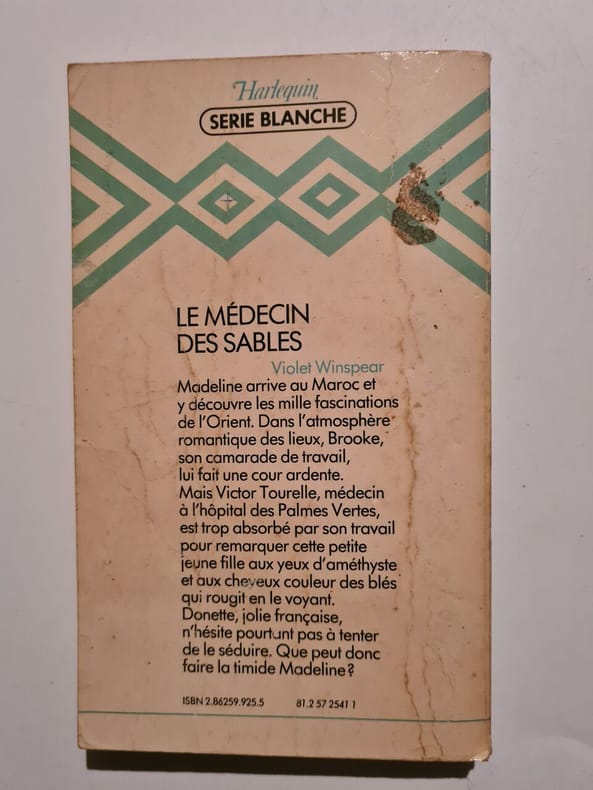 Harlequin
SERIE BLANCHE
LE MÉDECIN
DES SABLES
Violet Winspear
Madeline arrive au Maroc et
y découvre les mille fascinations
de l'Orient. Dans l'atmosphère
romantique des lieux, Brooke,
son camarade de travail,
lui fait une cour ardente.
Mais Victor Tourelle, médecin
à l'hôpital des Palmes Vertes,
est trop absorbé par son travail
pour remarquer cette petite
jeune fille aux yeux d'améthyste
et aux cheveux couleur des blés
qui rougit en le voyant.
Donette, jolie française,
n'hésite pourtant pas à tenter
de le séduire. Que peut donc
faire la timide Madeline?
ISBN 2.86259.925.5 81.2 57 2541 1